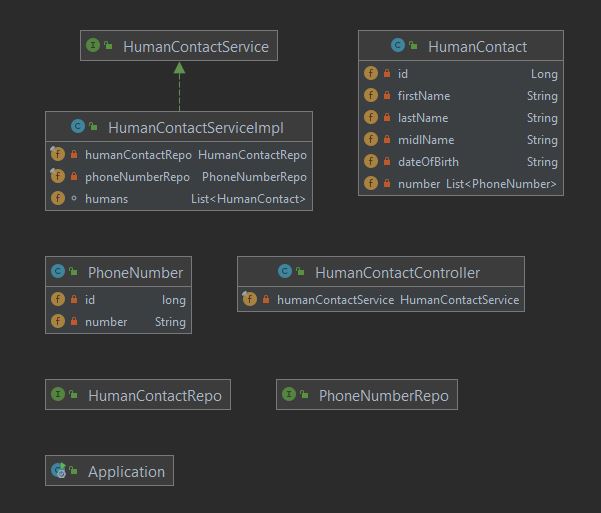 HumanContactService
HumanContact
id Long
firstName String
lastName String
midlName String
dateOfBirth String
number List<PhoneNumber>
HumanContactServiceImpl
humanContactRepo HumanContactRepo
phoneNumberRepo PhoneNumberRepo
humans List<HumanContact>
PhoneNumber
id long
number String
HumanContactController
humanContactService HumanContactService
HumanContactRepo
PhoneNumberRepo
Application